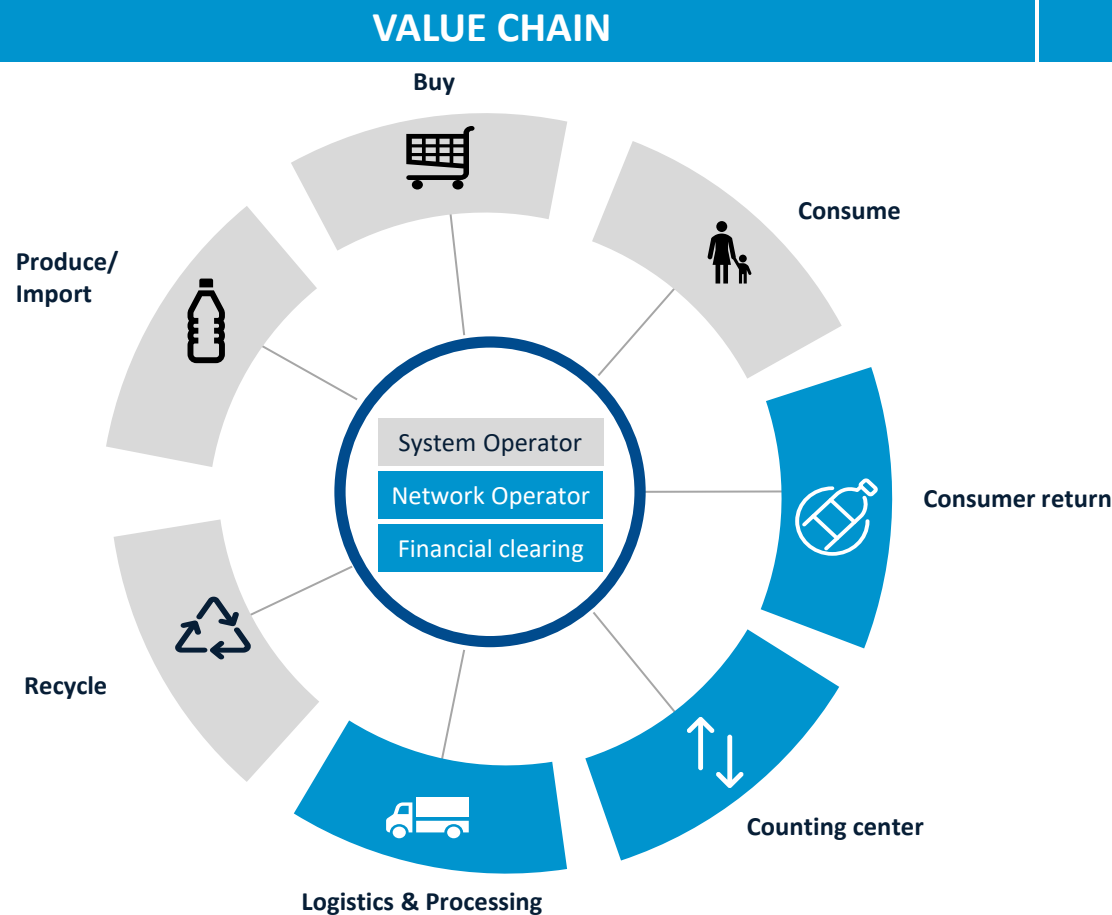 VALUE CHAIN
Buy
Consume
Produce/
Import
System Operator
Network Operator
Financial clearing
Consumer return
Recycle
Counting center
Logistics & Processing